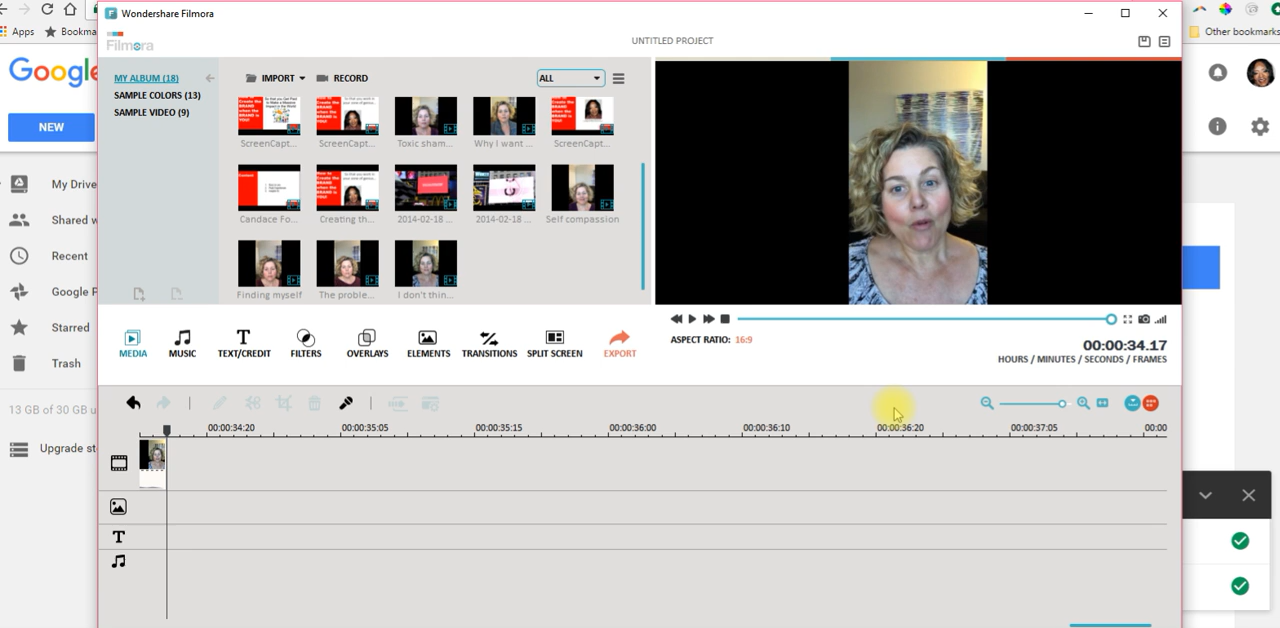 Wondershare Filmora
Filmora
UNTITLED PROJECT
Apps
Bookma
Other bookmarks
Google
NEW
My Drive
Shared w
Recent
Google P
Starred
Trash
13 GB of 30 GB u
Upgrade st
MY ALBUM (18)
SAMPLE COLORS (13)
SAMPLE VIDEO (9)
IMPORT
RECORD
ALL
ScreenCapt...
ScreenCapt...
Toxic sham...
Why I want ...
ScreenCapt...
Candace Fo...
Creating th...
2014-02-18 ...
2014-02-18 ...
Self compassion
Finding myself
The proble...
I don't thin...
MEDIA
MUSIC
TEXT/CREDIT
FILTERS
OVERLAYS
ELEMENTS
TRANSITIONS
SPLIT SCREEN
EXPORT
ASPECT RATIO: 16:9
00:00:34.17
HOURS / MINUTES / SECONDS / FRAMES
00:00:34:20
00:00:35:05
00:00:35:15
00:00:36:00
00:00:36:10
00:00:36:20
00:00:37:05
00:00
T